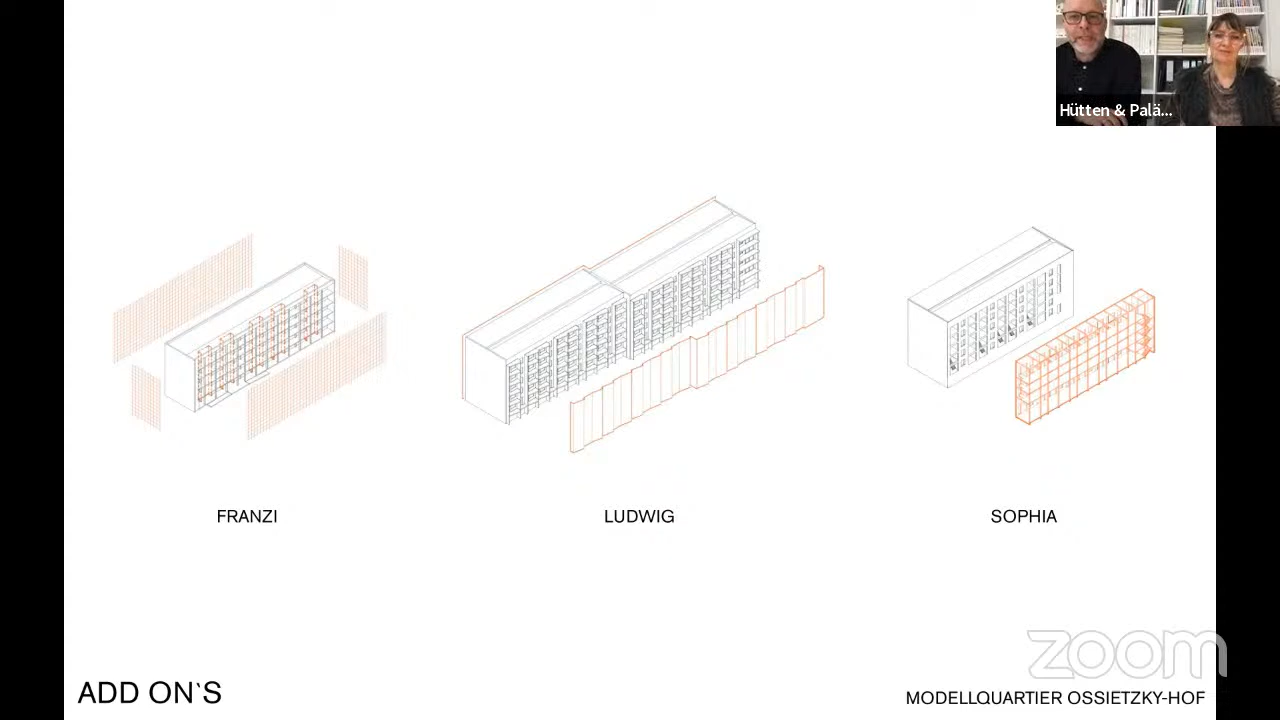 Hütten & Palä...
FRANZI
LUDWIG
SOPHIA
zoom
ADD ON`S
MODELLQUARTIER OSSIETZKY-HOF